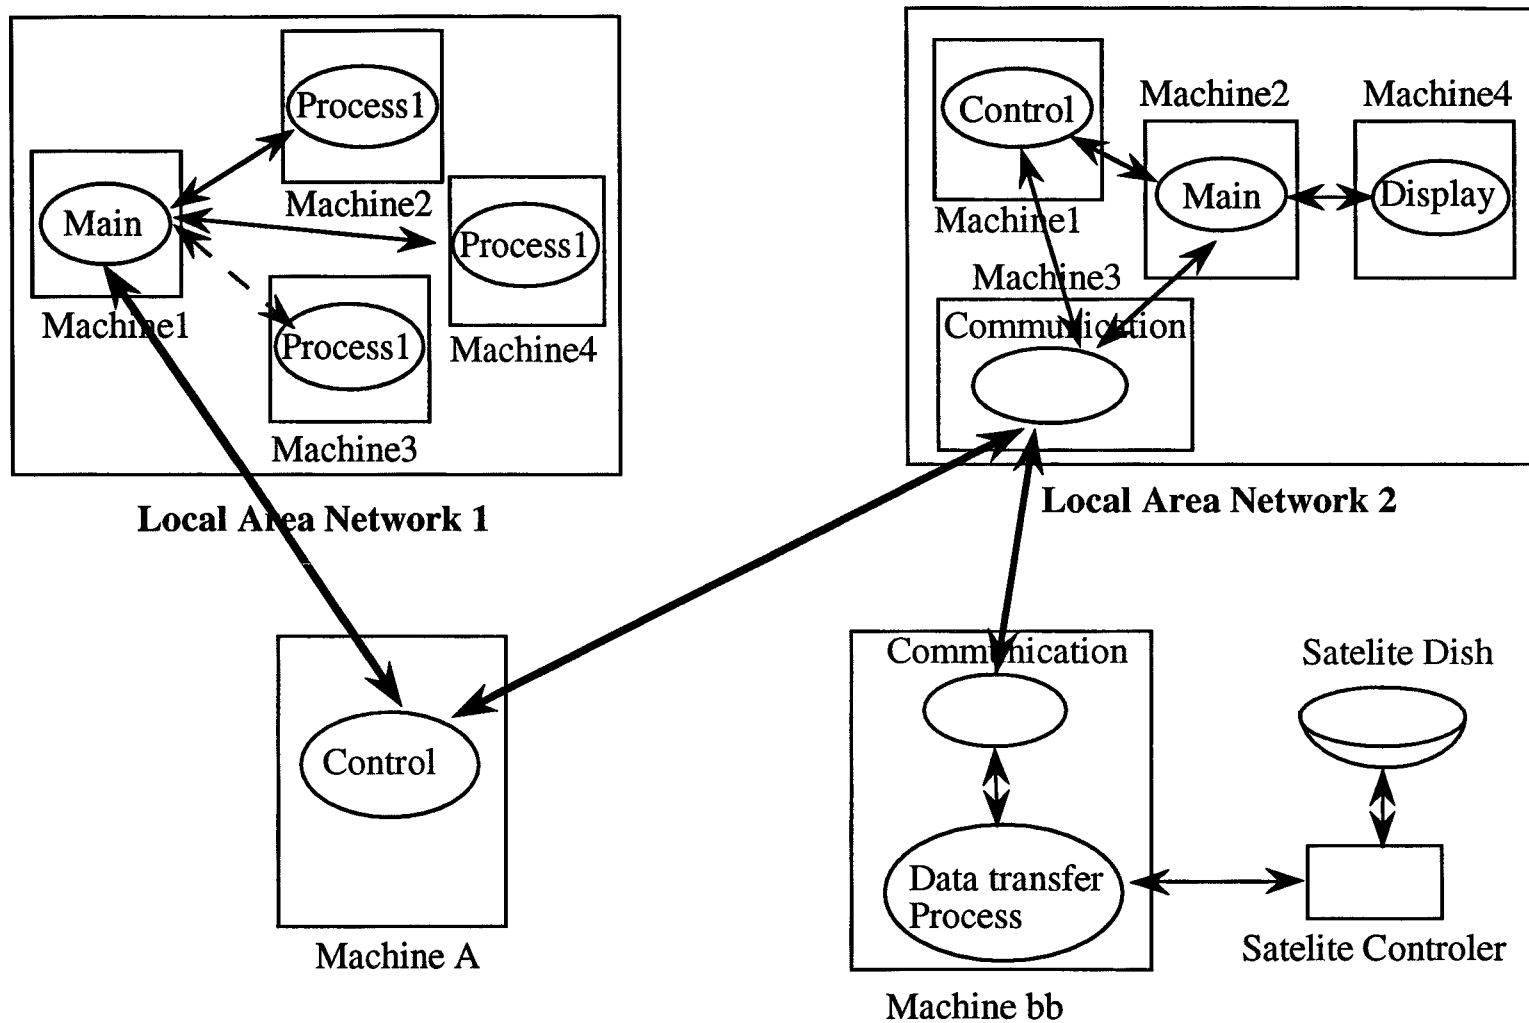 Process1
Machine2
Main
Machine1
Process1
Machine4
Process1
Machine3
Local Area Network 1
Control
Machine1
Machine2
Main
Machine4
Display
Machine3
Communication
Local Area Network 2
Control
Machine A
Communication
Data transfer
Process
Machine bb
Satelite Dish
Satelite Controler